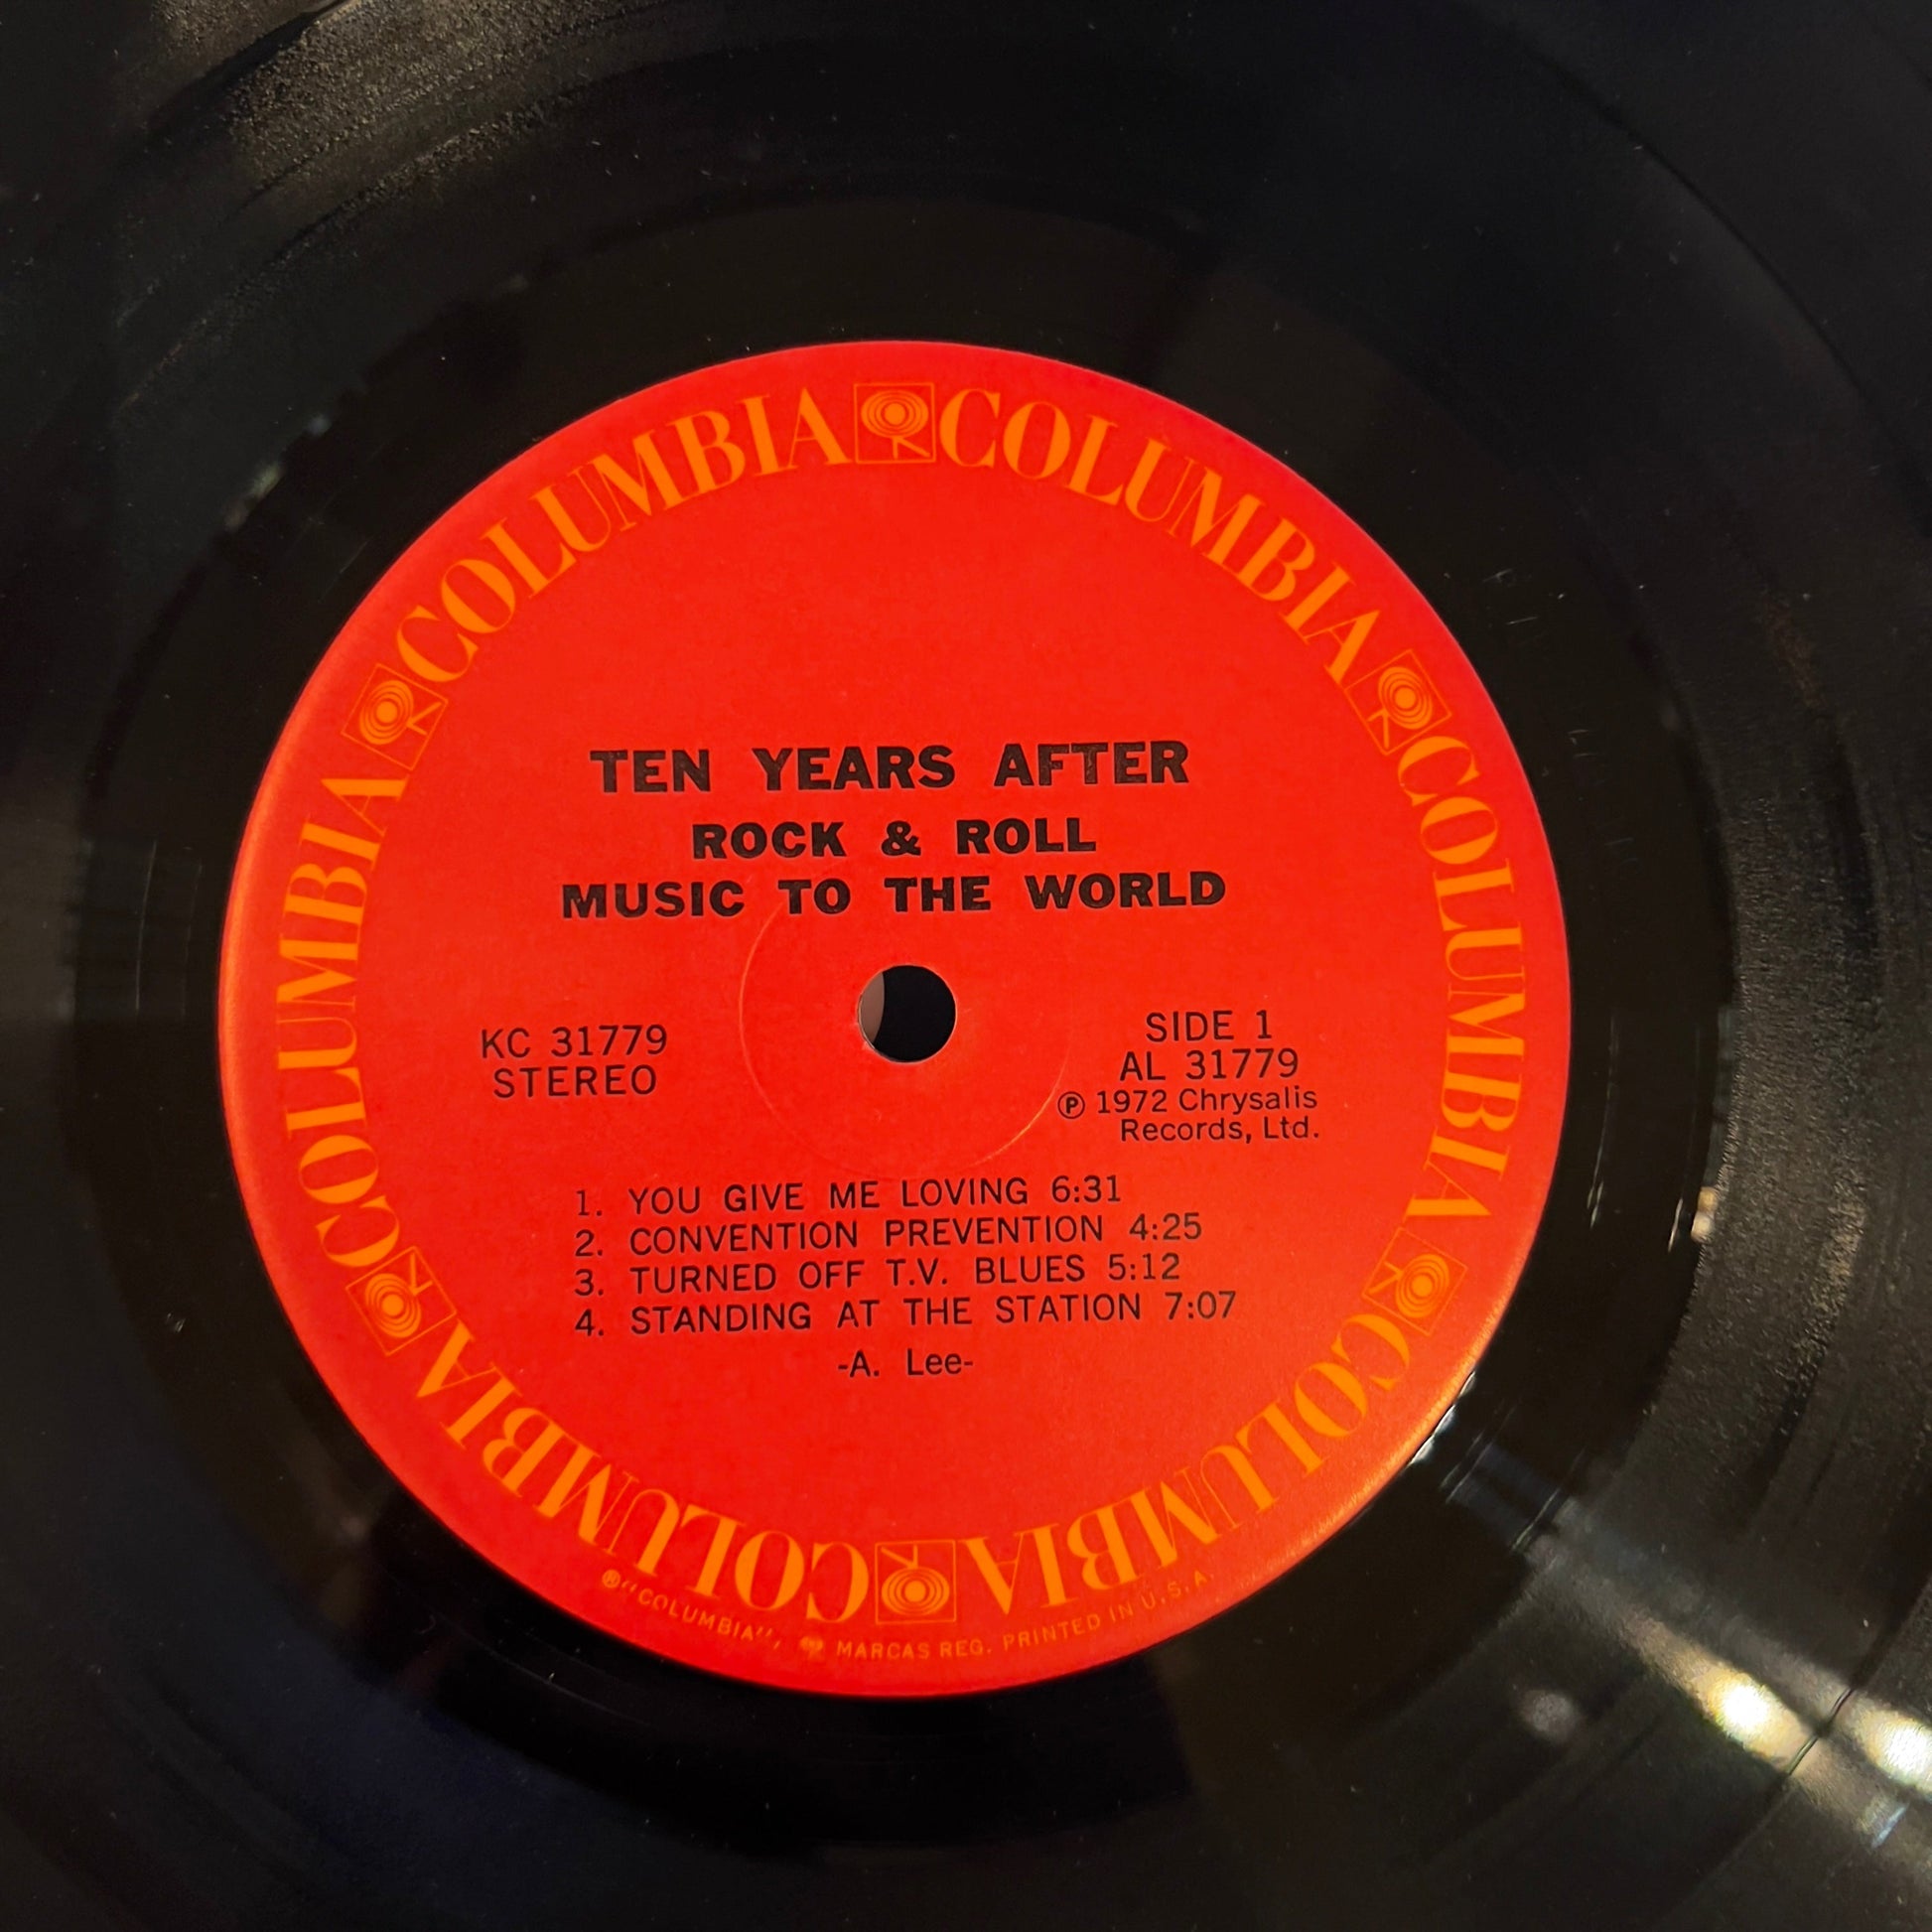 COLUMBIA COLUMBIA COLUMBIA COLUMBIA COLUMBIA COLUMBIA
TEN YEARS AFTER
ROCK & ROLL
MUSIC TO THE WORLD
KC 31779
STEREO
SIDE 1
AL 31779
Ⓟ 1972 Chrysalis
Records, Ltd.
1. YOU GIVE ME LOVING 6:31
2. CONVENTION PREVENTION 4:25
3. TURNED OFF T.V. BLUES 5:12
4. STANDING AT THE STATION 7:07
-A. Lee-
®"COLUMBIA", MARCAS REG. PRINTED IN U.S.A.